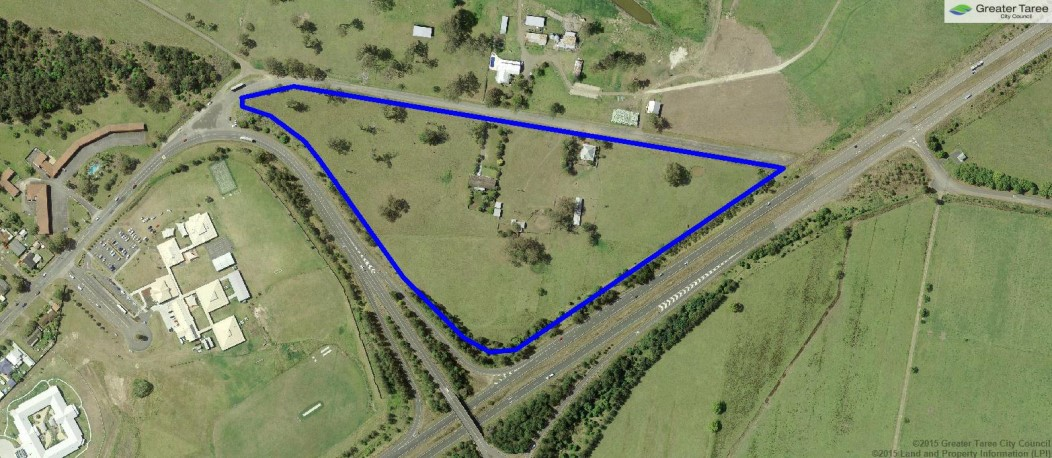 Greater Taree
City Council
©2015 Greater Taree City Council
©2015 Land and Property Information (LPI)